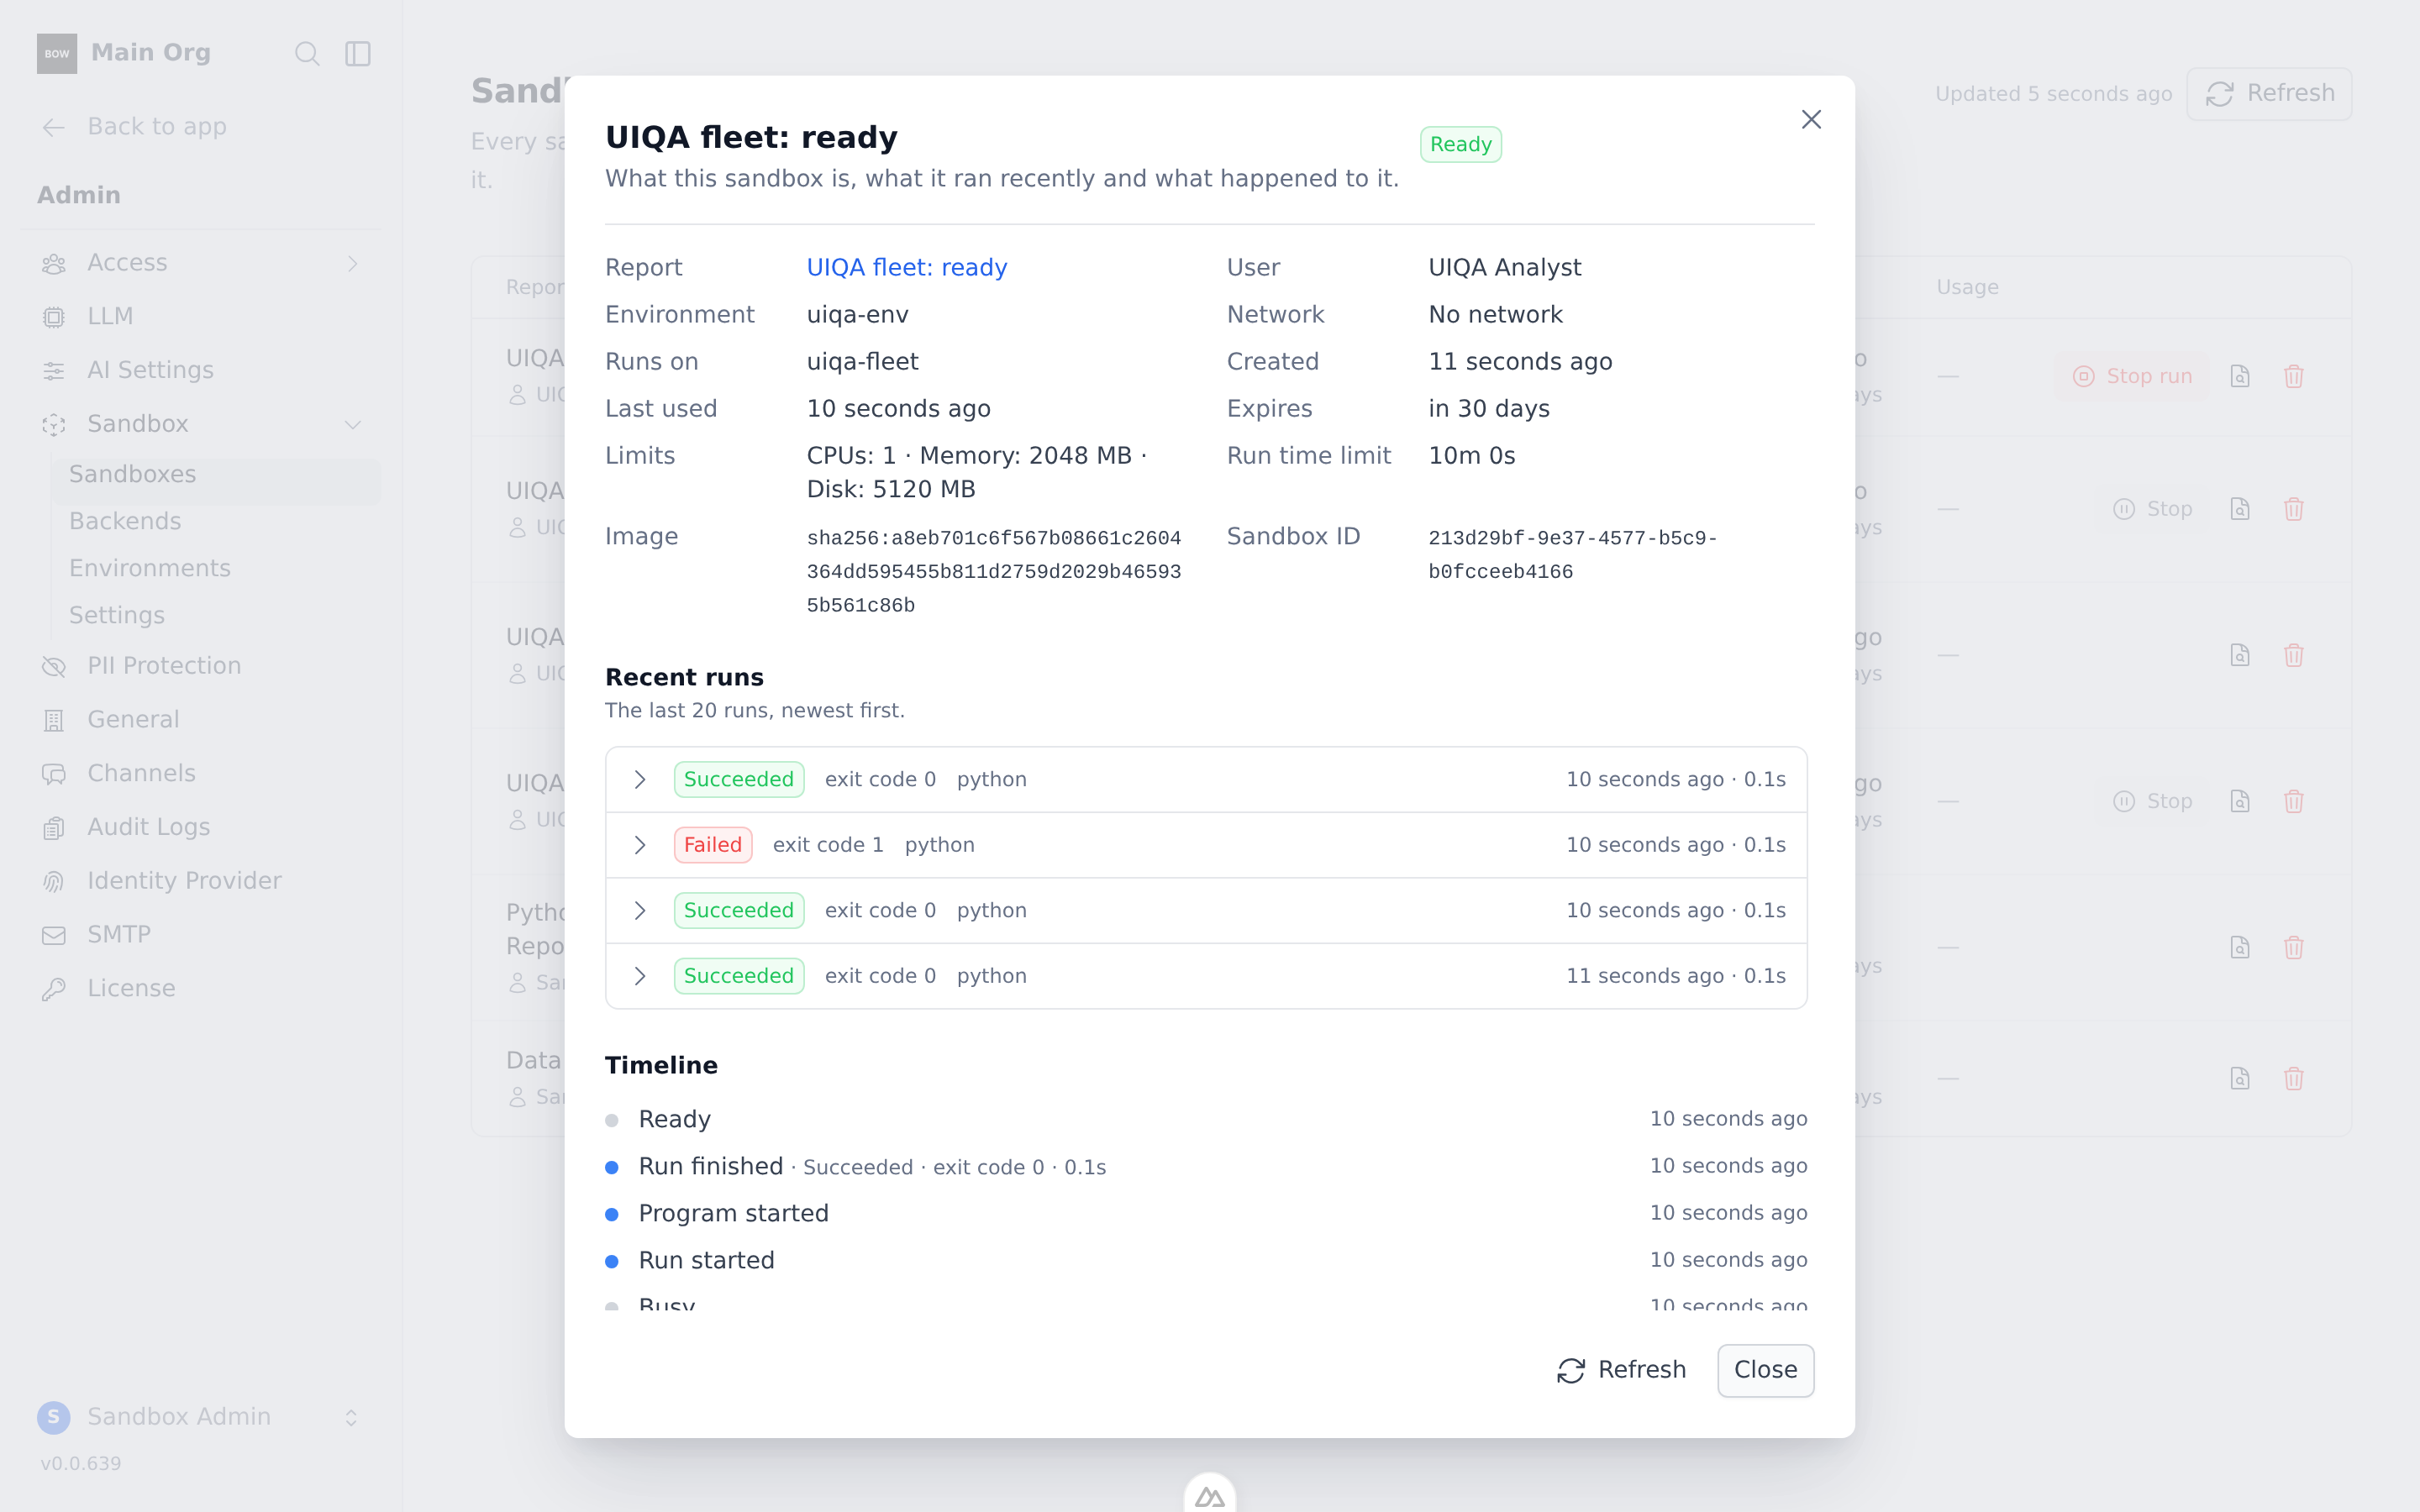 BOW Main Org
Back to app
Admin
Access
LLM
AI Settings
Sandbox
Sandboxes
Backends
Environments
Settings
PII Protection
General
Channels
Audit Logs
Identity Provider
SMTP
License
S Sandbox Admin
v0.0.639
Every
it.
Updated 5 seconds ago Refresh
Usage
UIQA
— Stop run
UIQA
— Stop
UIQA
—
UIQA
— Stop
—
Data
—
UIQA fleet: ready
Ready
What this sandbox is, what it ran recently and what happened to it.
Report UIQA fleet: ready User UIQA Analyst
Environment uiqa-env Network No network
Runs on uiqa-fleet Created 11 seconds ago
Last used 10 seconds ago Expires in 30 days
Limits CPUs: 1 · Memory: 2048 MB · Run time limit 10m 0s
Disk: 5120 MB
Image sha256:a8eb701c6f567b08661c2604 Sandbox ID 213d29bf-9e37-4577-b5c9-
364dd595455b811d2759d2029b46593 b0fcceeb4166
5b561c86b
Recent runs
The last 20 runs, newest first.
Succeeded exit code 0 python 10 seconds ago · 0.1s
Failed exit code 1 python 10 seconds ago · 0.1s
Succeeded exit code 0 python 10 seconds ago · 0.1s
Succeeded exit code 0 python 11 seconds ago · 0.1s
Timeline
Ready 10 seconds ago
Run finished · Succeeded · exit code 0 · 0.1s 10 seconds ago
Program started 10 seconds ago
Run started 10 seconds ago
Busy 10 seconds ago
Refresh Close